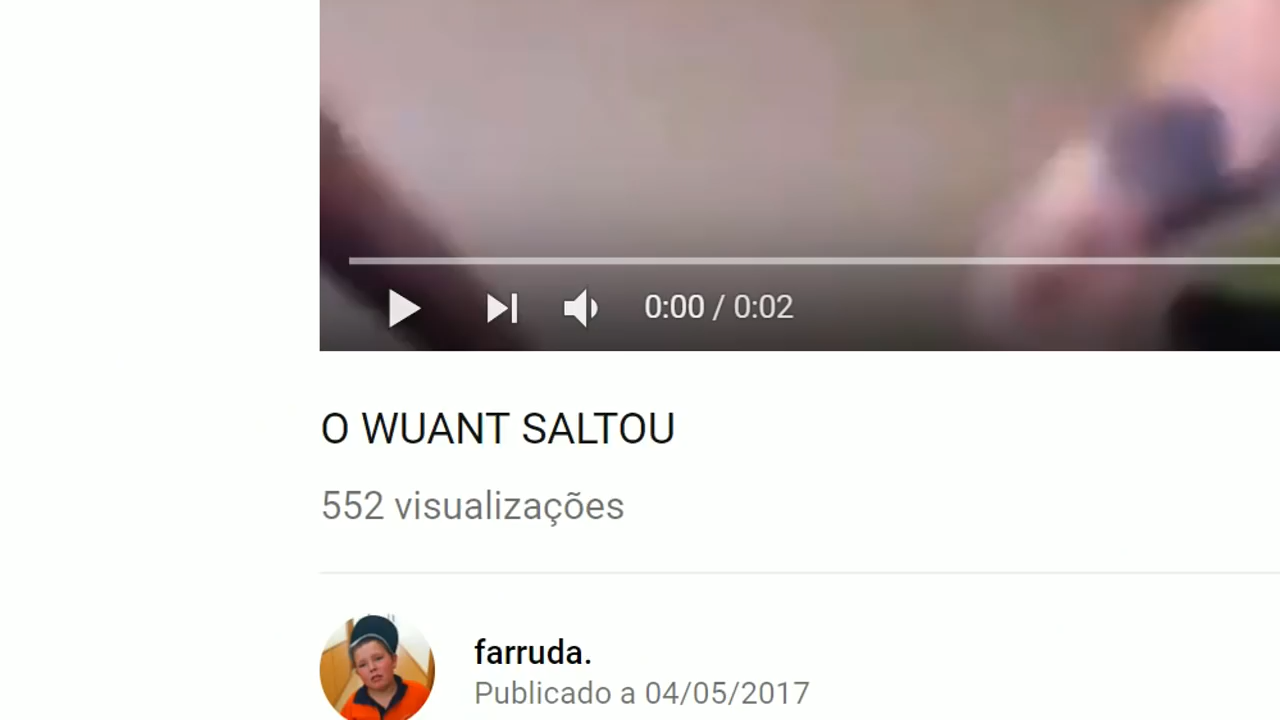 0:00 / 0:02
O WUANT SALTOU
552 visualizações
farruda.
Publicado a 04/05/2017